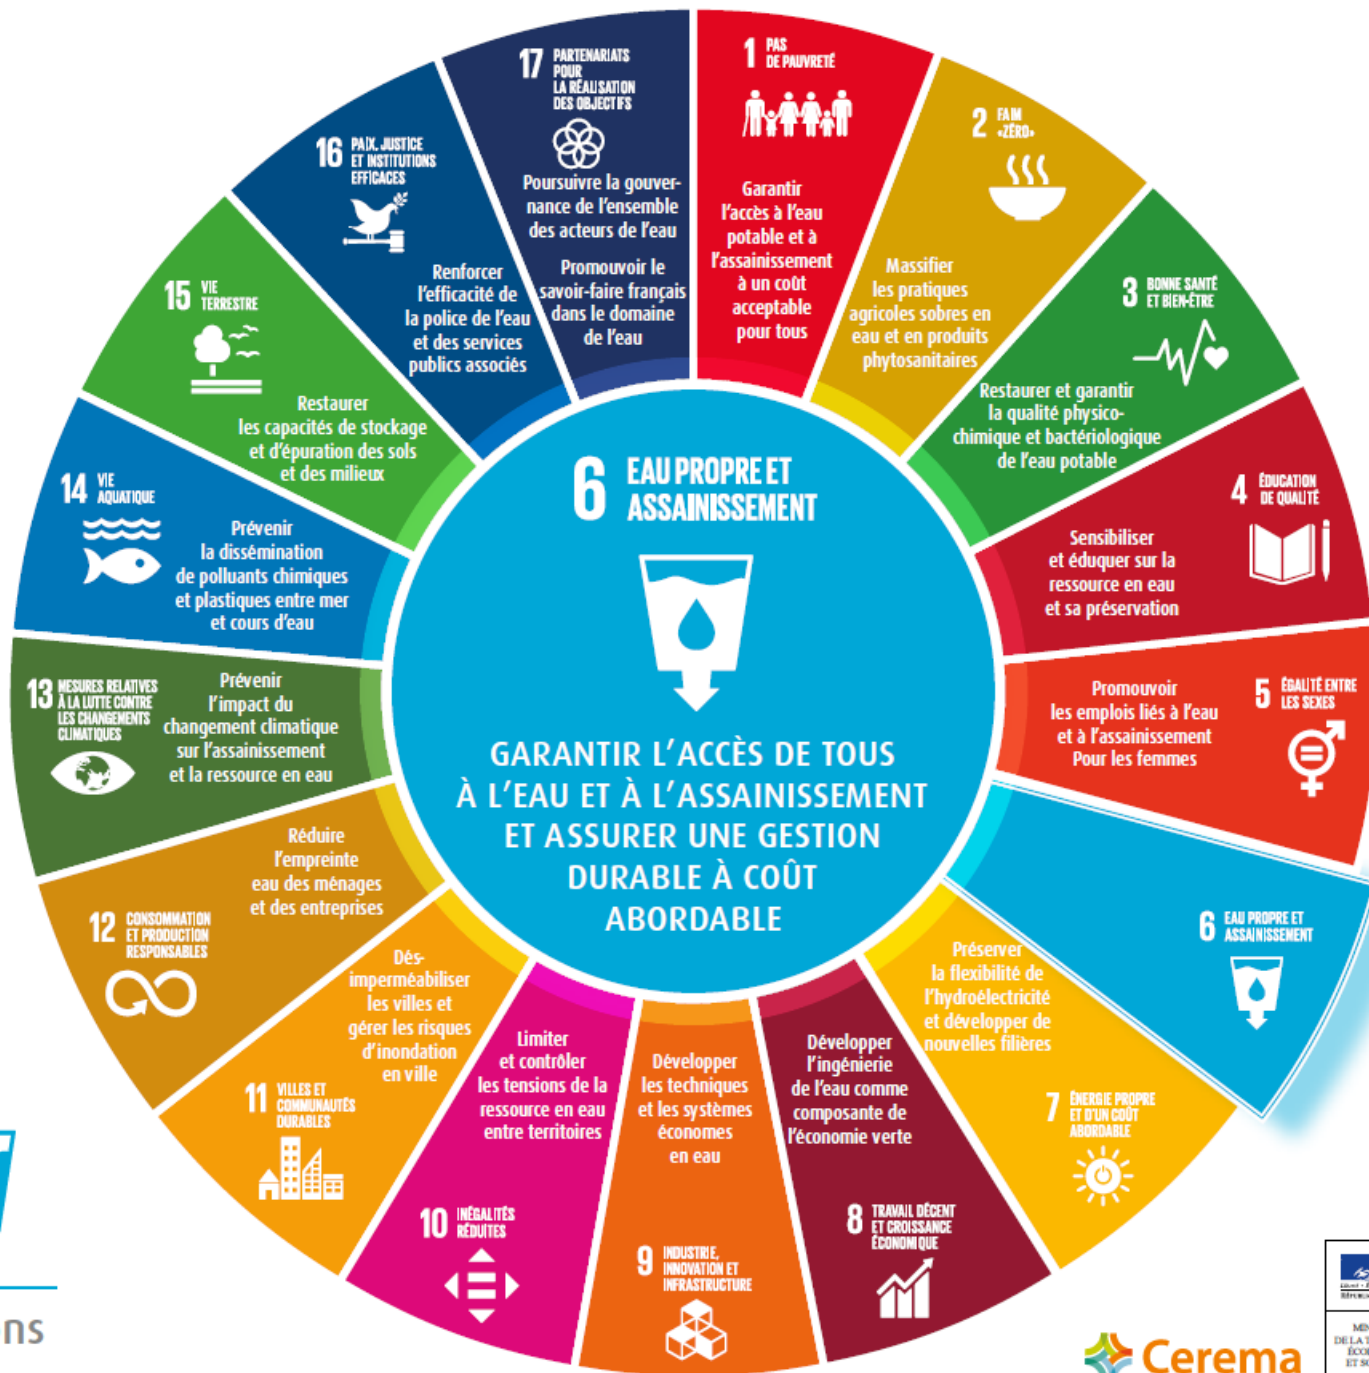 6 EAU PROPRE ET
ASSAINISSEMENT
GARANTIR L'ACCÈS DE TOUS
À L'EAU ET À L'ASSAINISSEMENT
ET ASSURER UNE GESTION
DURABLE À COÛT
ABORDABLE
1 PAS
DE PAUVRETÉ
Garantir
l'accès à l'eau
potable et à
l'assainissement
à un coût
acceptable
pour tous
2 FAIM
«ZÉRO»
Massifier
les pratiques
agricoles sobres en
eau et en produits
phytosanitaires
3 BONNE SANTÉ
ET BIEN-ÊTRE
Restaurer et garantir
la qualité physico-
chimique et bactériologique
de l'eau potable
4 ÉDUCATION
DE QUALITÉ
Sensibiliser
et éduquer sur la
ressource en eau
et sa préservation
5 ÉGALITÉ ENTRE
LES SEXES
Promouvoir
les emplois liés à l'eau
et à l'assainissement
Pour les femmes
6 EAU PROPRE ET
ASSAINISSEMENT
7 ÉNERGIE PROPRE
ET D'UN COÛT
ABORDABLE
Préserver
la flexibilité de
l'hydroélectricité
et développer de
nouvelles filières
8 TRAVAIL DÉCENT
ET CROISSANCE
ÉCONOMIQUE
Développer
l'ingénierie
de l'eau comme
composante de
l'économie verte
9 INDUSTRIE,
INNOVATION ET
INFRASTRUCTURE
Développer
les techniques
et les systèmes
économes
en eau
10 INÉGALITÉS
RÉDUITES
Limiter
et contrôler
les tensions de la
ressource en eau
entre territoires
11 VILLES ET
COMMUNAUTÉS
DURABLES
Dés-
imperméabiliser
les villes et
gérer les risques
d'inondation
en ville
12 CONSOMMATION
ET PRODUCTION
RESPONSABLES
Réduire
l'empreinte
eau des ménages
et des entreprises
13 MESURES RELATIVES
À LA LUTTE CONTRE
LES CHANGEMENTS
CLIMATIQUES
Prévenir
l'impact du
changement climatique
sur l'assainissement
et la ressource en eau
14 VIE
AQUATIQUE
Prévenir
la dissémination
de polluants chimiques
et plastiques entre mer
et cours d'eau
15 VIE
TERRESTRE
Restaurer
les capacités de stockage
et d'épuration des sols
et des milieux
16 PAIX, JUSTICE
ET INSTITUTIONS
EFFICACES
Renforcer
l'efficacité de
la police de l'eau
et des services
publics associés
17 PARTENARIATS
POUR
LA RÉALISATION
DES OBJECTIFS
Poursuivre la gouver-
nance de l'ensemble
des acteurs de l'eau
Promouvoir le
savoir-faire français
dans le domaine
de l'eau
ns
Cerema